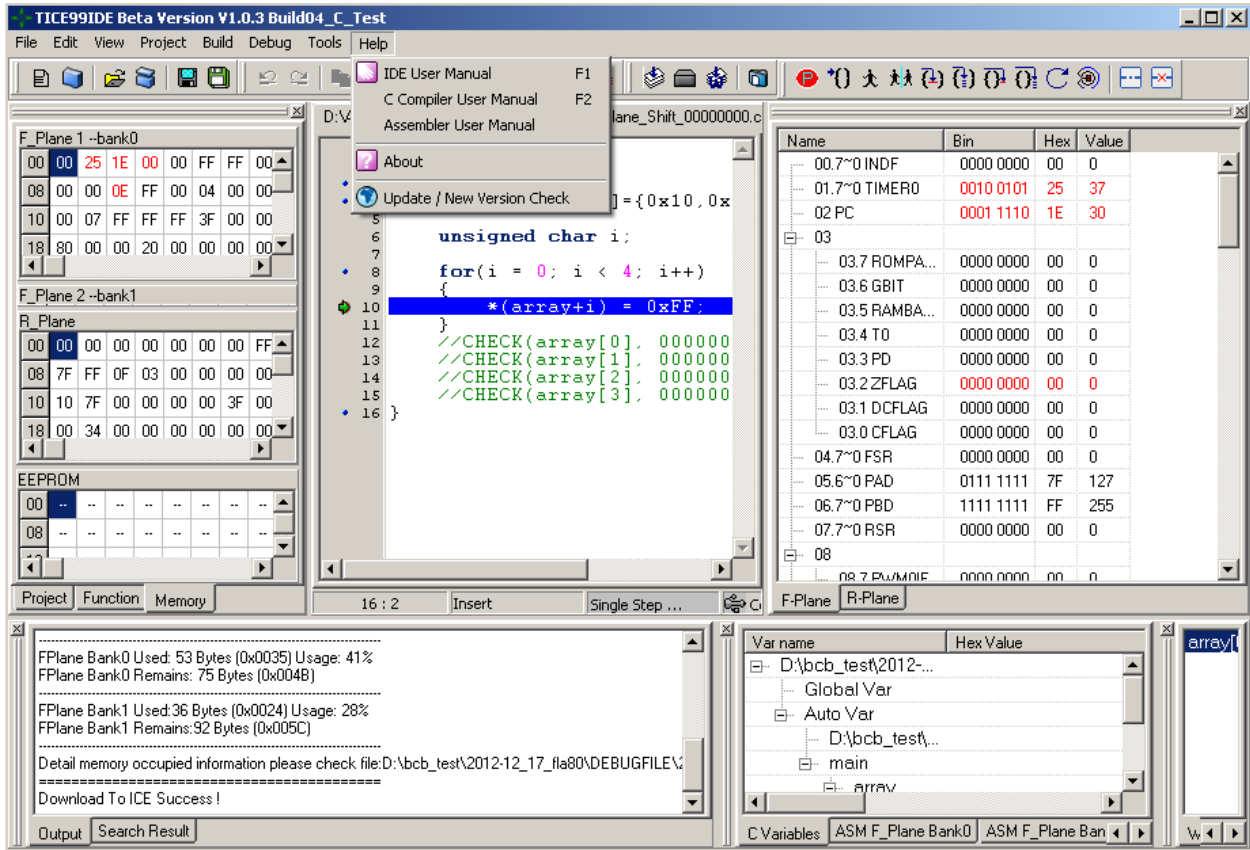 TICE99IDE Beta Version V1.0.3 Build04_C_Test
File Edit View Project Build Debug Tools Help
IDE User Manual F1
C Compiler User Manual F2
Assembler User Manual
About
Update / New Version Check
F_Plane 1 --bank0
00 00 25 1E 00 00 FF FF 00
08 00 00 0E FF 00 04 00 00
10 00 07 FF FF FF 3F 00 00
18 80 00 00 20 00 00 00 00
F_Plane 2 --bank1
R_Plane
00 00 00 00 00 00 00 00 FF
08 7F FF 0F 03 00 00 00 00
10 10 7F 00 00 00 00 3F 00
18 00 34 00 00 00 00 00 00
EEPROM
00 -- -- -- -- -- -- -- --
08 -- -- -- -- -- -- -- --
Project Function Memory
lane_Shift_00000000.c
]={0x10,0x
5
6 unsigned char i;
7
8 for(i = 0; i < 4; i++)
9 {
10 *(array+i) = 0xFF;
11 }
12 //CHECK(array[0], 000000
13 //CHECK(array[1], 000000
14 //CHECK(array[2], 000000
15 //CHECK(array[3], 000000
16 }
16 : 2 Insert Single Step ...
Name Bin Hex Value
00.7~0 INDF 0000 0000 00 0
01.7~0 TIMER0 0010 0101 25 37
02 PC 0001 1110 1E 30
03
03.7 ROMPA... 0000 0000 00 0
03.6 GBIT 0000 0000 00 0
03.5 RAMBA... 0000 0000 00 0
03.4 T0 0000 0000 00 0
03.3 PD 0000 0000 00 0
03.2 ZFLAG 0000 0000 00 0
03.1 DCFLAG 0000 0000 00 0
03.0 CFLAG 0000 0000 00 0
04.7~0 FSR 0000 0000 00 0
05.6~0 PAD 0111 1111 7F 127
06.7~0 PBD 1111 1111 FF 255
07.7~0 RSR 0000 0000 00 0
08
08.7 PWM0IE 0000 0000 00 0
F-Plane R-Plane
FPlane Bank0 Used: 53 Bytes (0x0035) Usage: 41%
FPlane Bank0 Remains: 75 Bytes (0x004B)
FPlane Bank1 Used:36 Bytes (0x0024) Usage: 28%
FPlane Bank1 Remains:92 Bytes (0x005C)
Detail memory occupied information please check file:D:\bcb_test\2012-12_17_fla80\DEBUGFILE\2
============================================
Download To ICE Success !
Output Search Result
Var name Hex Value
D:\bcb_test\2012-...
Global Var
Auto Var
D:\bcb_test\...
main
array
C Variables ASM F_Plane Bank0 ASM F_Plane Ban
array[